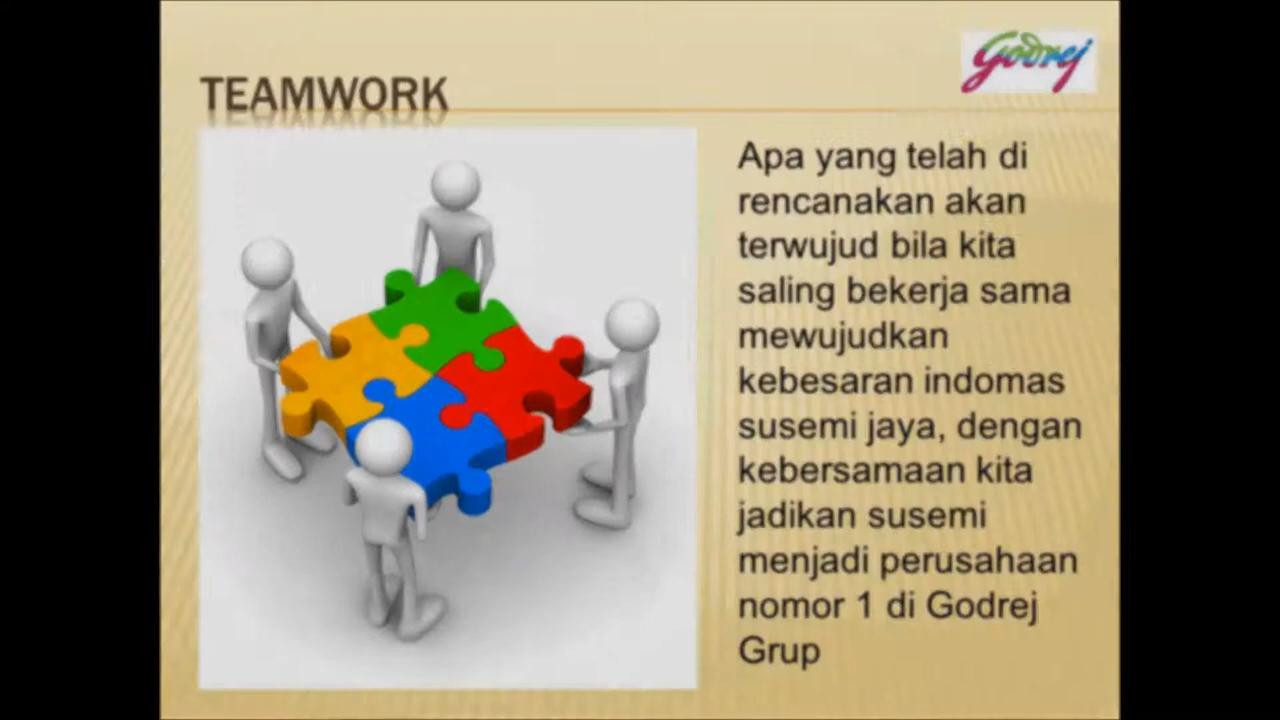 Godrej
TEAMWORK
Apa yang telah di
rencanakan akan
terwujud bila kita
saling bekerja sama
mewujudkan
kebesaran indomas
susemi jaya, dengan
kebersamaan kita
jadikan susemi
menjadi perusahaan
nomor 1 di Godrej
Grup